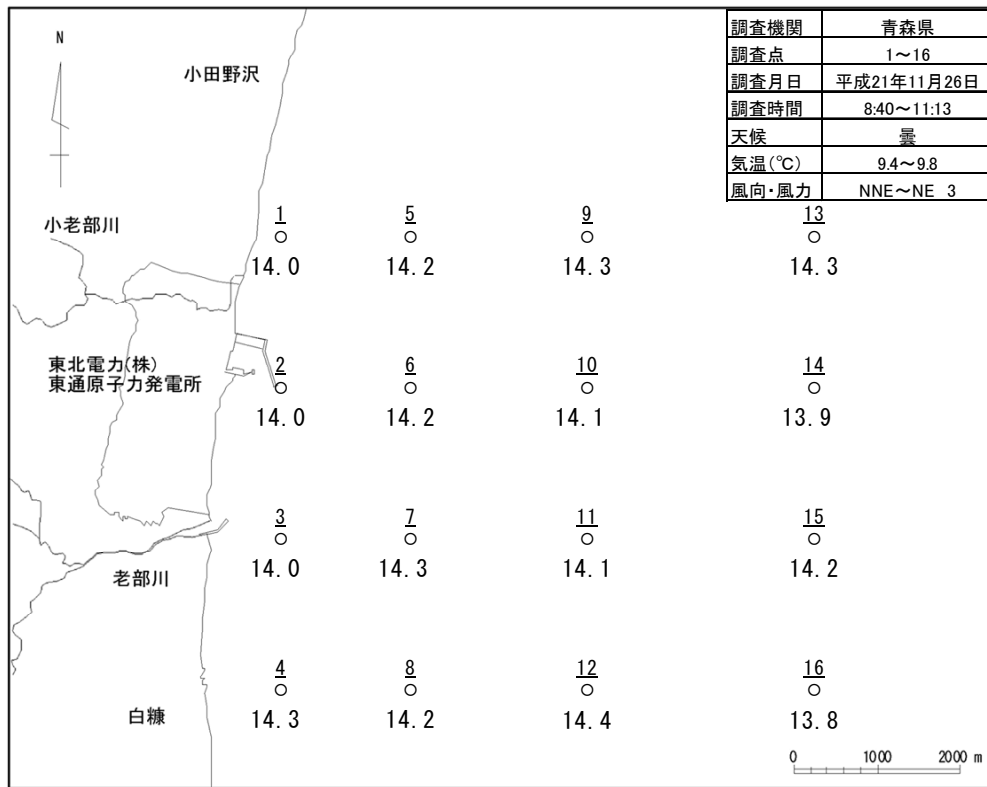 調査機関 青森県
調査点 1～16
調査月日 平成21年11月26日
調査時間 8:40～11:13
天候 曇
気温(℃) 9.4～9.8
風向・風力 NNE～NE 3
N
小田野沢
小老部川
1 5 9 13
14.0 14.2 14.3 14.3
東北電力(株)
東通原子力発電所
2 6 10 14
14.0 14.2 14.1 13.9
3 7 11 15
14.0 14.3 14.1 14.2
老部川
4 8 12 16
14.3 14.2 14.4 13.8
白糠
0 1000 2000 m